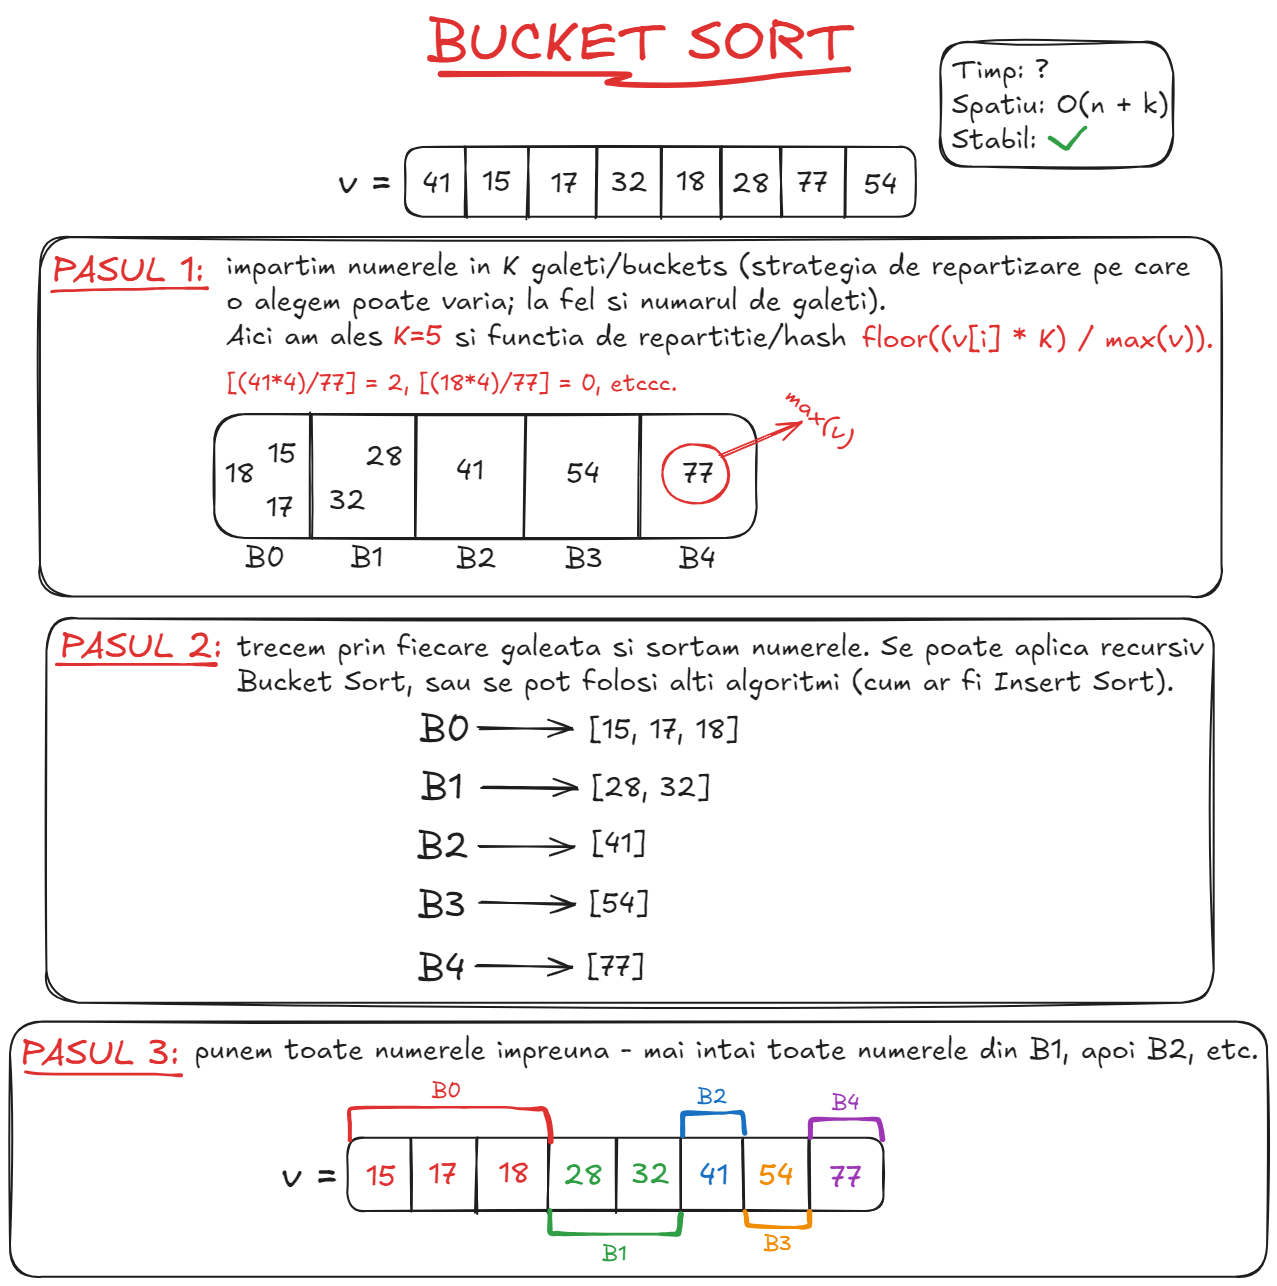 BUCKET SORT
Timp: ?
Spatiu: O(n + k)
Stabil:
v = 41 15 17 32 18 28 77 54
PASUL 1: impartim numerele in K galeti/buckets (strategia de repartizare pe care
o alegem poate varia; la fel si numarul de galeti).
Aici am ales K=5 si functia de repartitie/hash floor((v[i] * K) / max(v)).
[(41*4)/77] = 2, [(18*4)/77] = 0, etccc.
max(v)
18 15 17 28 32 41 54 77
B0 B1 B2 B3 B4
PASUL 2: trecem prin fiecare galeata si sortam numerele. Se poate aplica recursiv
Bucket Sort, sau se pot folosi alti algoritmi (cum ar fi Insert Sort).
B0 [15, 17, 18]
B1 [28, 32]
B2 [41]
B3 [54]
B4 [77]
PASUL 3: punem toate numerele impreuna - mai intai toate numerele din B1, apoi B2, etc.
B0 B2 B4
v = 15 17 18 28 32 41 54 77
B1 B3